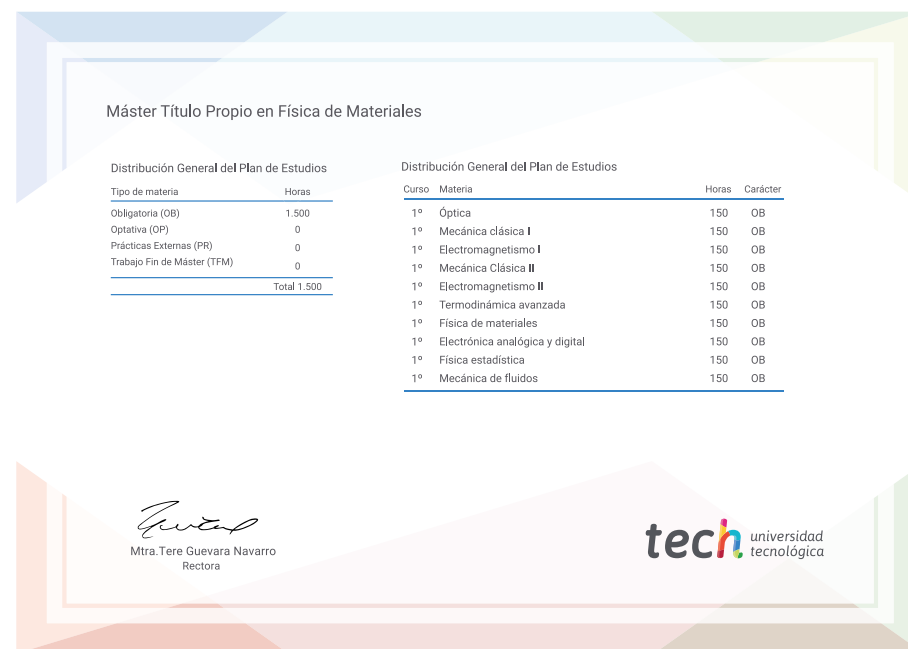 Máster Título Propio en Física de Materiales
Distribución General del Plan de Estudios
Tipo de materia Horas
Obligatoria (OB) 1.500
Optativa (OP) 0
Prácticas Externas (PR) 0
Trabajo Fin de Máster (TFM) 0
Total 1.500
Distribución General del Plan de Estudios
Curso Materia Horas Carácter
1º Óptica 150 OB
1º Mecánica clásica I 150 OB
1º Electromagnetismo I 150 OB
1º Mecánica Clásica II 150 OB
1º Electromagnetismo II 150 OB
1º Termodinámica avanzada 150 OB
1º Física de materiales 150 OB
1º Electrónica analógica y digital 150 OB
1º Física estadística 150 OB
1º Mecánica de fluidos 150 OB
Mtra.Tere Guevara Navarro
Rectora
tech universidad
tecnológica